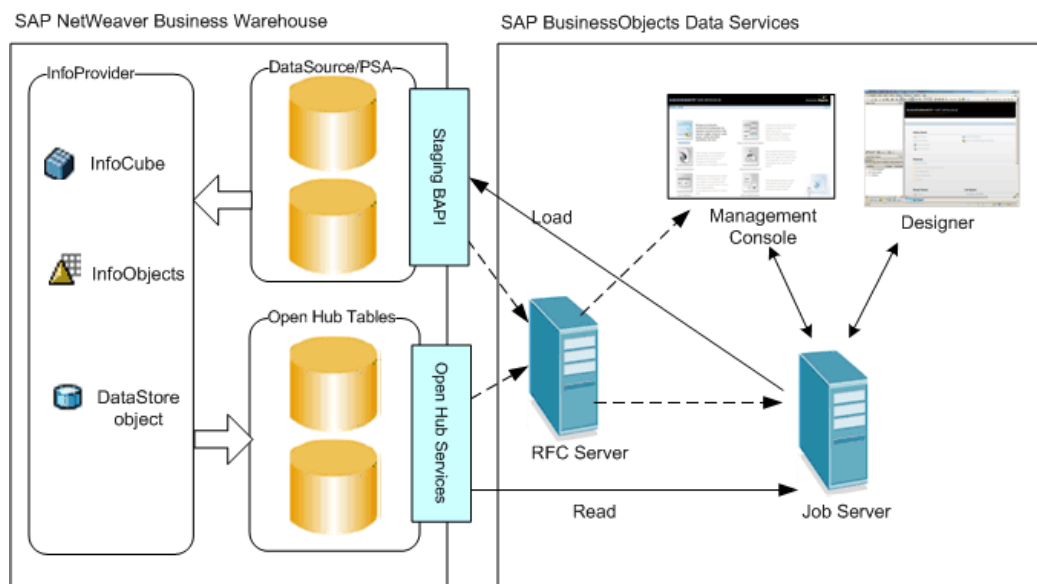 SAP NetWeaver Business Warehouse
SAP BusinessObjects Data Services
InfoProvider
DataSource/PSA
InfoCube
Staging BAPI
InfoObjects
Load
Management
Console
Designer
Open Hub Tables
DataStore
object
Open Hub Services
RFC Server
Read
Job Server